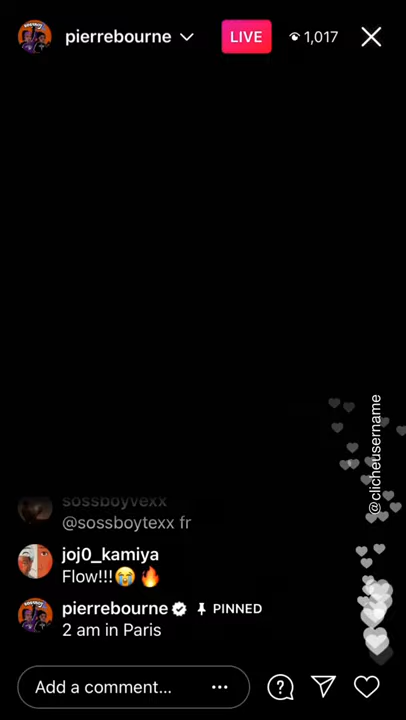 pierrebourne
LIVE
1,017
sossboyvexx
@sossboytexx fr
joj0_kamiya
Flow!!!😭🔥
pierrebourne PINNED
2 am in Paris
Add a comment...
@clicheusername